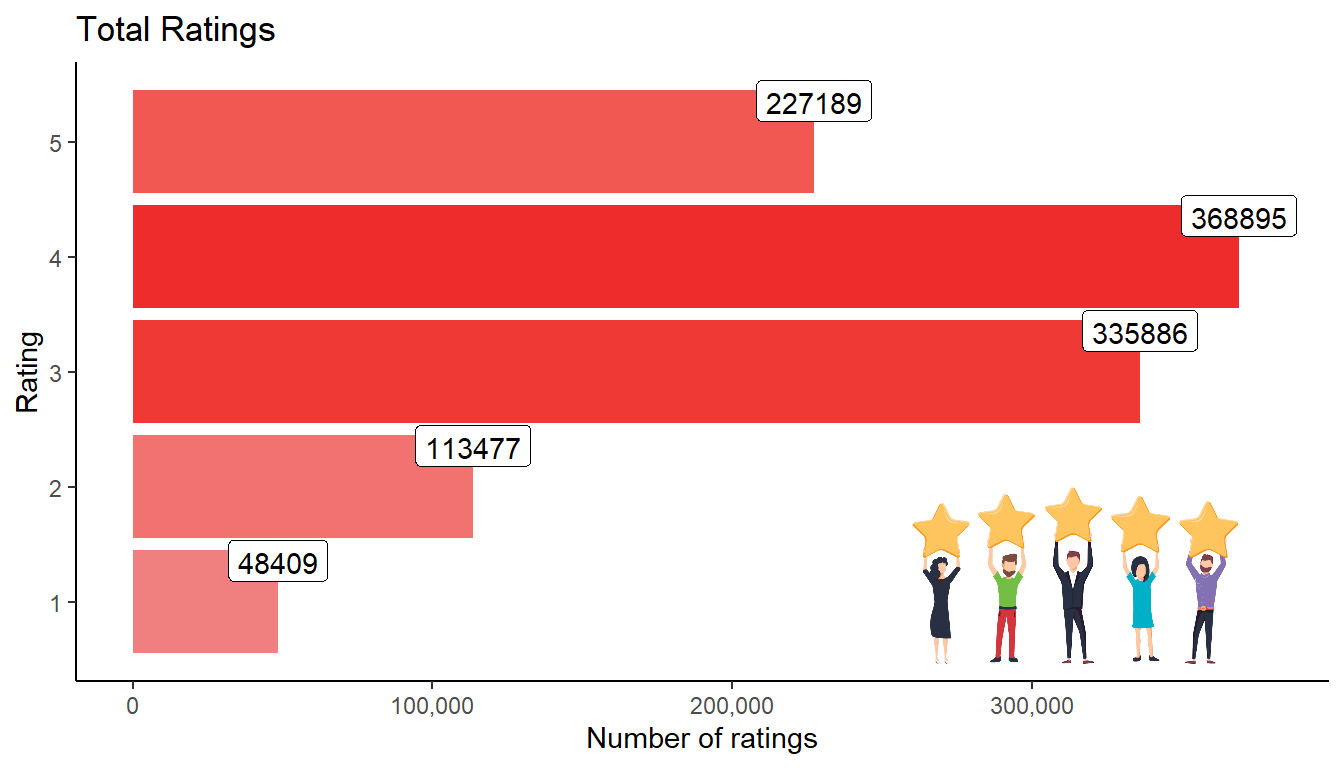 Total Ratings
227189
5
368895
4
335886
3
Rating
113477
2
48409
1
0 100,000 200,000 300,000
Number of ratings